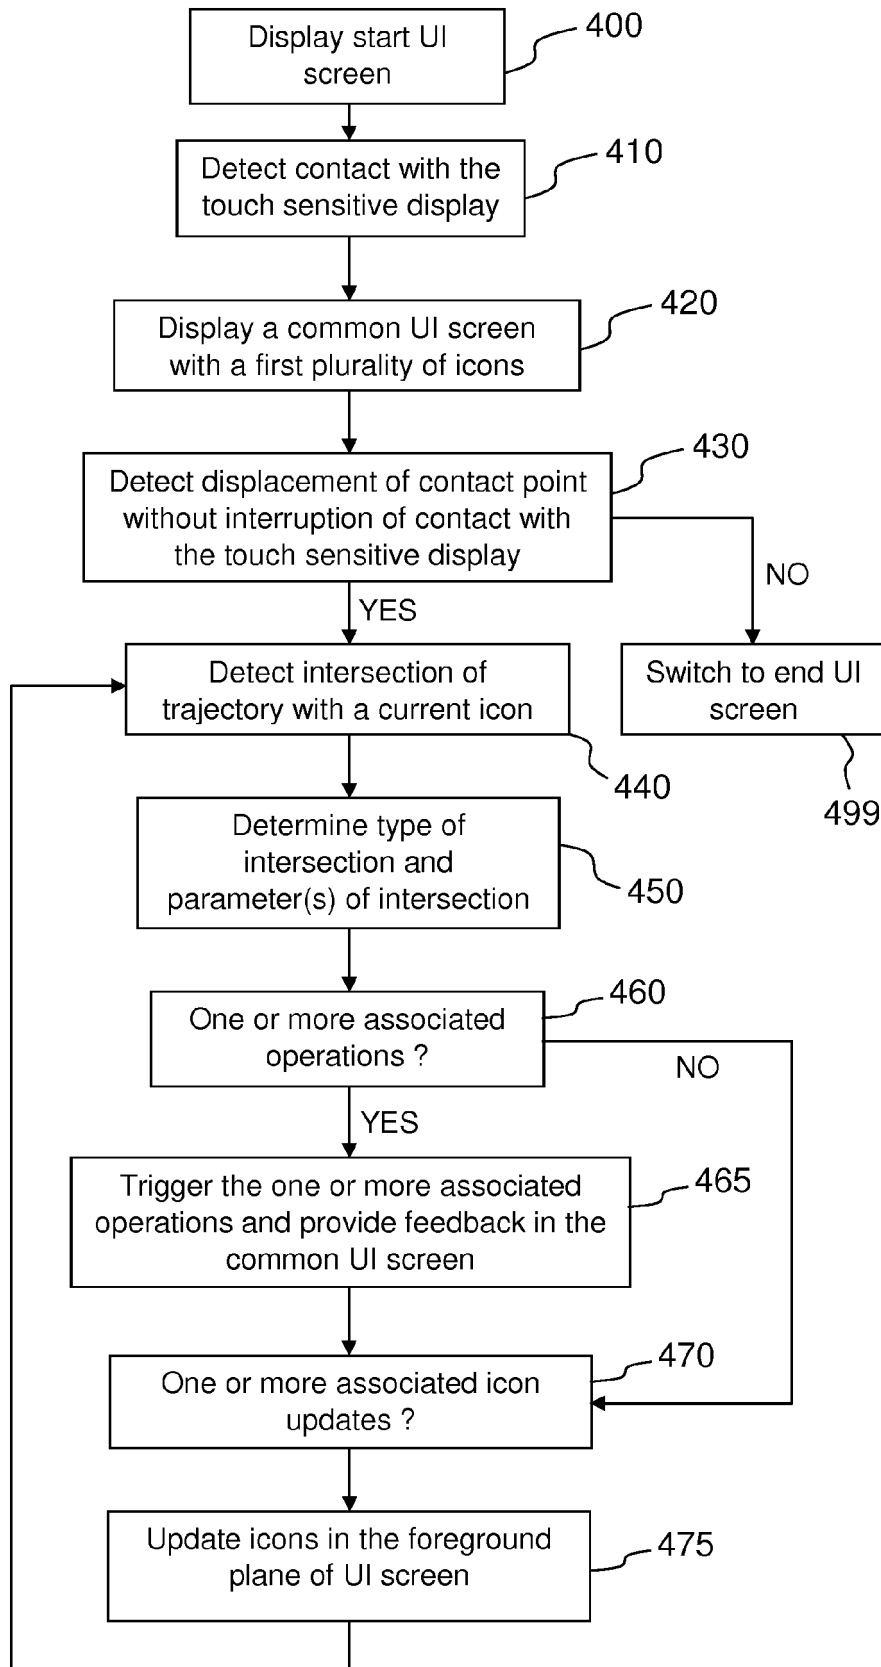 Display start UI
screen
400
Detect contact with the
touch sensitive display
410
Display a common UI screen
with a first plurality of icons
420
Detect displacement of contact point
without interruption of contact with
the touch sensitive display
430
NO
YES
Detect intersection of
trajectory with a current icon
440
Switch to end UI
screen
499
Determine type of
intersection and
parameter(s) of intersection
450
One or more associated
operations ?
460
NO
YES
Trigger the one or more associated
operations and provide feedback in the
common UI screen
465
One or more associated icon
updates ?
470
Update icons in the foreground
plane of UI screen
475